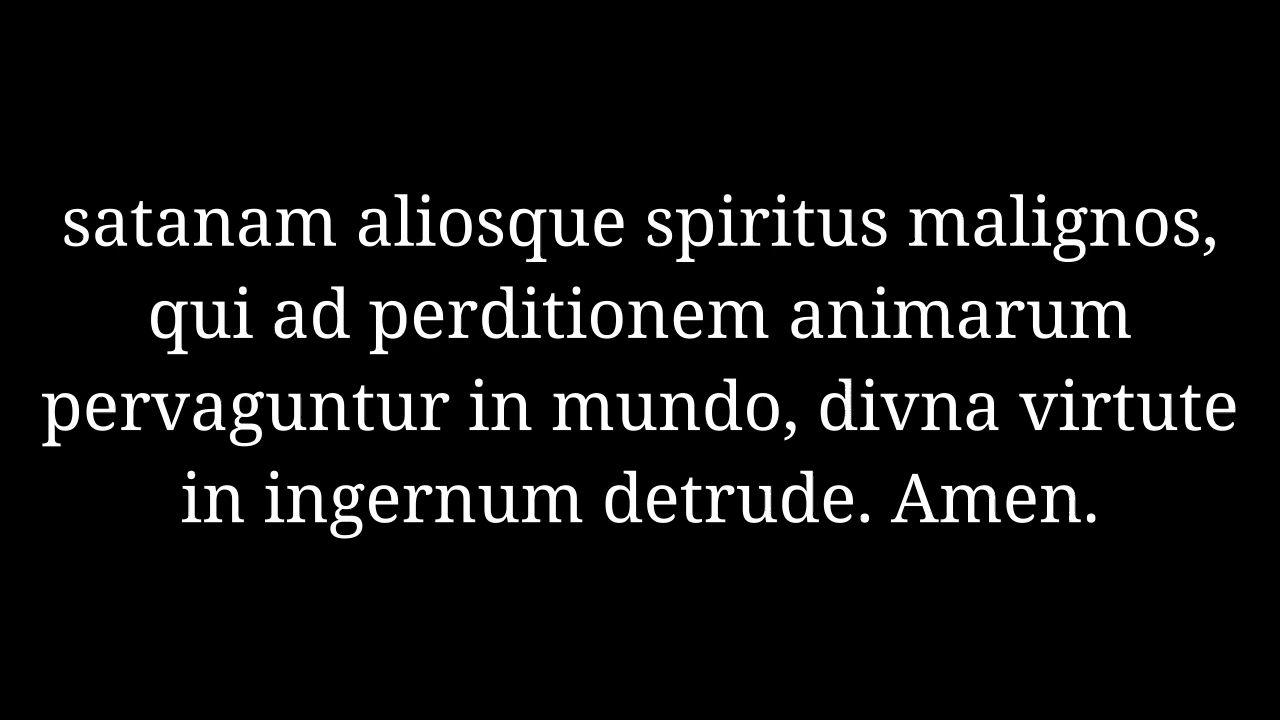 satanam aliosque spiritus malignos,
qui ad perditionem animarum
pervaguntur in mundo, divna virtute
in ingernum detrude. Amen.